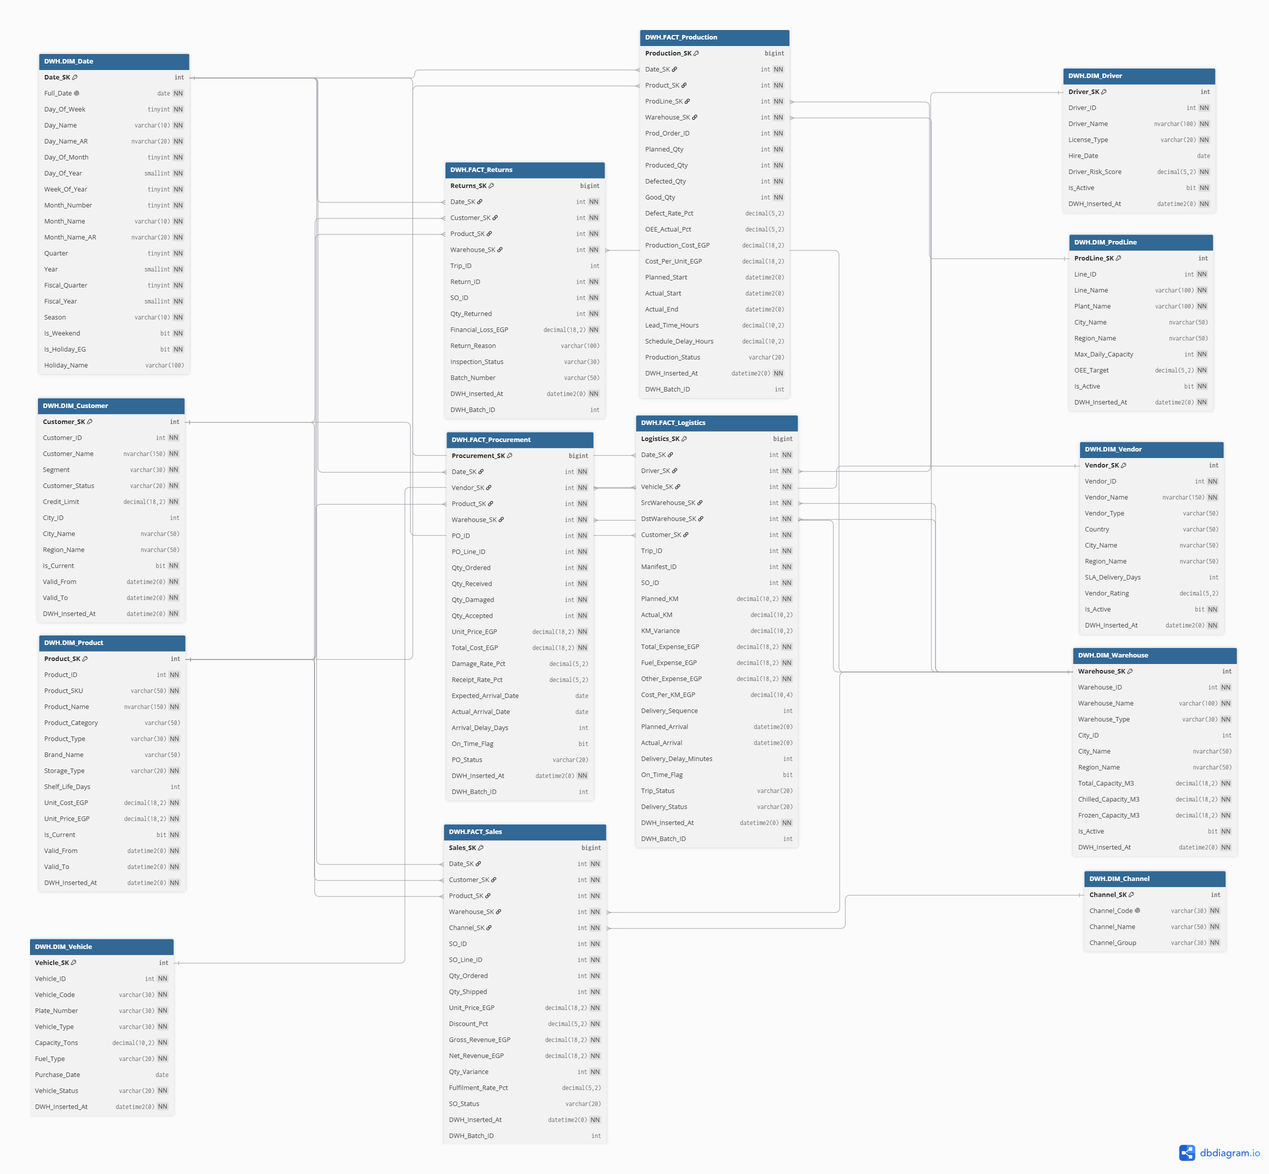 DWH.DIM_Date
Date_SK int
Full_Date date NN
Day_Of_Week tinyint NN
Day_Name varchar(10) NN
Day_Name_AR nvarchar(20) NN
Day_Of_Month tinyint NN
Day_Of_Year smallint NN
Week_Of_Year tinyint NN
Month_Number tinyint NN
Month_Name varchar(10) NN
Month_Name_AR nvarchar(20) NN
Quarter tinyint NN
Year smallint NN
Fiscal_Quarter tinyint NN
Fiscal_Year smallint NN
Season varchar(10) NN
Is_Weekend bit NN
Is_Holiday_EG bit NN
Holiday_Name varchar(100)
DWH.DIM_Customer
Customer_SK int
Customer_ID int NN
Customer_Name nvarchar(150) NN
Segment varchar(30) NN
Customer_Status varchar(20) NN
Credit_Limit decimal(18,2) NN
City_ID int
City_Name nvarchar(50)
Region_Name nvarchar(50)
Is_Current bit NN
Valid_From datetime2(0) NN
Valid_To datetime2(0) NN
DWH_Inserted_At datetime2(0) NN
DWH.DIM_Product
Product_SK int
Product_ID int NN
Product_SKU varchar(50) NN
Product_Name nvarchar(150) NN
Product_Category varchar(50)
Product_Type varchar(30) NN
Brand_Name varchar(50)
Storage_Type varchar(20) NN
Shelf_Life_Days int
Unit_Cost_EGP decimal(18,2) NN
Unit_Price_EGP decimal(18,2) NN
Is_Current bit NN
Valid_From datetime2(0) NN
Valid_To datetime2(0) NN
DWH_Inserted_At datetime2(0) NN
DWH.DIM_Vehicle
Vehicle_SK int
Vehicle_ID int NN
Vehicle_Code varchar(30) NN
Plate_Number varchar(30) NN
Vehicle_Type varchar(30) NN
Capacity_Tons decimal(10,2) NN
Fuel_Type varchar(20) NN
Purchase_Date date
Vehicle_Status varchar(20) NN
DWH_Inserted_At datetime2(0) NN
DWH.FACT_Returns
Returns_SK bigint
Date_SK int NN
Customer_SK int NN
Product_SK int NN
Warehouse_SK int NN
Trip_ID int
Return_ID int NN
SO_ID int NN
Qty_Returned int NN
Financial_Loss_EGP decimal(18,2) NN
Return_Reason varchar(100)
Inspection_Status varchar(30)
Batch_Number varchar(50)
DWH_Inserted_At datetime2(0) NN
DWH_Batch_ID int
DWH.FACT_Procurement
Procurement_SK bigint
Date_SK int NN
Vendor_SK int NN
Product_SK int NN
Warehouse_SK int NN
PO_ID int NN
PO_Line_ID int NN
Qty_Ordered int NN
Qty_Received int NN
Qty_Damaged int NN
Qty_Accepted int NN
Unit_Price_EGP decimal(18,2) NN
Total_Cost_EGP decimal(18,2) NN
Damage_Rate_Pct decimal(5,2)
Receipt_Rate_Pct decimal(5,2)
Expected_Arrival_Date date
Actual_Arrival_Date date
Arrival_Delay_Days int
On_Time_Flag bit
PO_Status varchar(20)
DWH_Inserted_At datetime2(0) NN
DWH_Batch_ID int
DWH.FACT_Sales
Sales_SK bigint
Date_SK int NN
Customer_SK int NN
Product_SK int NN
Warehouse_SK int NN
Channel_SK int NN
SO_ID int NN
SO_Line_ID int NN
Qty_Ordered int NN
Qty_Shipped int NN
Unit_Price_EGP decimal(18,2) NN
Discount_Pct decimal(5,2) NN
Gross_Revenue_EGP decimal(18,2) NN
Net_Revenue_EGP decimal(18,2) NN
Qty_Variance int NN
Fulfilment_Rate_Pct decimal(5,2)
SO_Status varchar(20)
DWH_Inserted_At datetime2(0) NN
DWH_Batch_ID int
DWH.FACT_Production
Production_SK bigint
Date_SK int NN
Product_SK int NN
ProdLine_SK int NN
Warehouse_SK int NN
Prod_Order_ID int NN
Planned_Qty int NN
Produced_Qty int NN
Defected_Qty int NN
Good_Qty int NN
Defect_Rate_Pct decimal(5,2)
OEE_Actual_Pct decimal(5,2)
Production_Cost_EGP decimal(18,2)
Cost_Per_Unit_EGP decimal(18,2)
Planned_Start datetime2(0)
Actual_Start datetime2(0)
Actual_End datetime2(0)
Lead_Time_Hours decimal(10,2)
Schedule_Delay_Hours decimal(10,2)
Production_Status varchar(20)
DWH_Inserted_At datetime2(0) NN
DWH_Batch_ID int
DWH.FACT_Logistics
Logistics_SK bigint
Date_SK int NN
Driver_SK int NN
Vehicle_SK int NN
SrcWarehouse_SK int NN
DstWarehouse_SK int NN
Customer_SK int NN
Trip_ID int NN
Manifest_ID int NN
SO_ID int NN
Planned_KM decimal(10,2) NN
Actual_KM decimal(10,2)
KM_Variance decimal(10,2)
Total_Expense_EGP decimal(18,2) NN
Fuel_Expense_EGP decimal(18,2) NN
Other_Expense_EGP decimal(18,2) NN
Cost_Per_KM_EGP decimal(10,4)
Delivery_Sequence int
Planned_Arrival datetime2(0)
Actual_Arrival datetime2(0)
Delivery_Delay_Minutes int
On_Time_Flag bit
Trip_Status varchar(20)
Delivery_Status varchar(20)
DWH_Inserted_At datetime2(0) NN
DWH_Batch_ID int
DWH.DIM_Driver
Driver_SK int
Driver_ID int NN
Driver_Name nvarchar(100) NN
License_Type varchar(20) NN
Hire_Date date
Driver_Risk_Score decimal(5,2) NN
Is_Active bit NN
DWH_Inserted_At datetime2(0) NN
DWH.DIM_ProdLine
ProdLine_SK int
Line_ID int NN
Line_Name varchar(100) NN
Plant_Name varchar(100) NN
City_Name nvarchar(50)
Region_Name nvarchar(50)
Max_Daily_Capacity int NN
OEE_Target decimal(5,2) NN
Is_Active bit NN
DWH_Inserted_At datetime2(0) NN
DWH.DIM_Vendor
Vendor_SK int
Vendor_ID int NN
Vendor_Name nvarchar(150) NN
Vendor_Type varchar(50)
Country varchar(50)
City_Name nvarchar(50)
Region_Name nvarchar(50)
SLA_Delivery_Days int
Vendor_Rating decimal(5,2)
Is_Active bit NN
DWH_Inserted_At datetime2(0) NN
DWH.DIM_Warehouse
Warehouse_SK int
Warehouse_ID int NN
Warehouse_Name varchar(100) NN
Warehouse_Type varchar(30) NN
City_ID int
City_Name nvarchar(50)
Region_Name nvarchar(50)
Total_Capacity_M3 decimal(18,2) NN
Chilled_Capacity_M3 decimal(18,2) NN
Frozen_Capacity_M3 decimal(18,2) NN
Is_Active bit NN
DWH_Inserted_At datetime2(0) NN
DWH.DIM_Channel
Channel_SK int
Channel_Code varchar(30) NN
Channel_Name varchar(50) NN
Channel_Group varchar(30) NN
dbdiagram.io